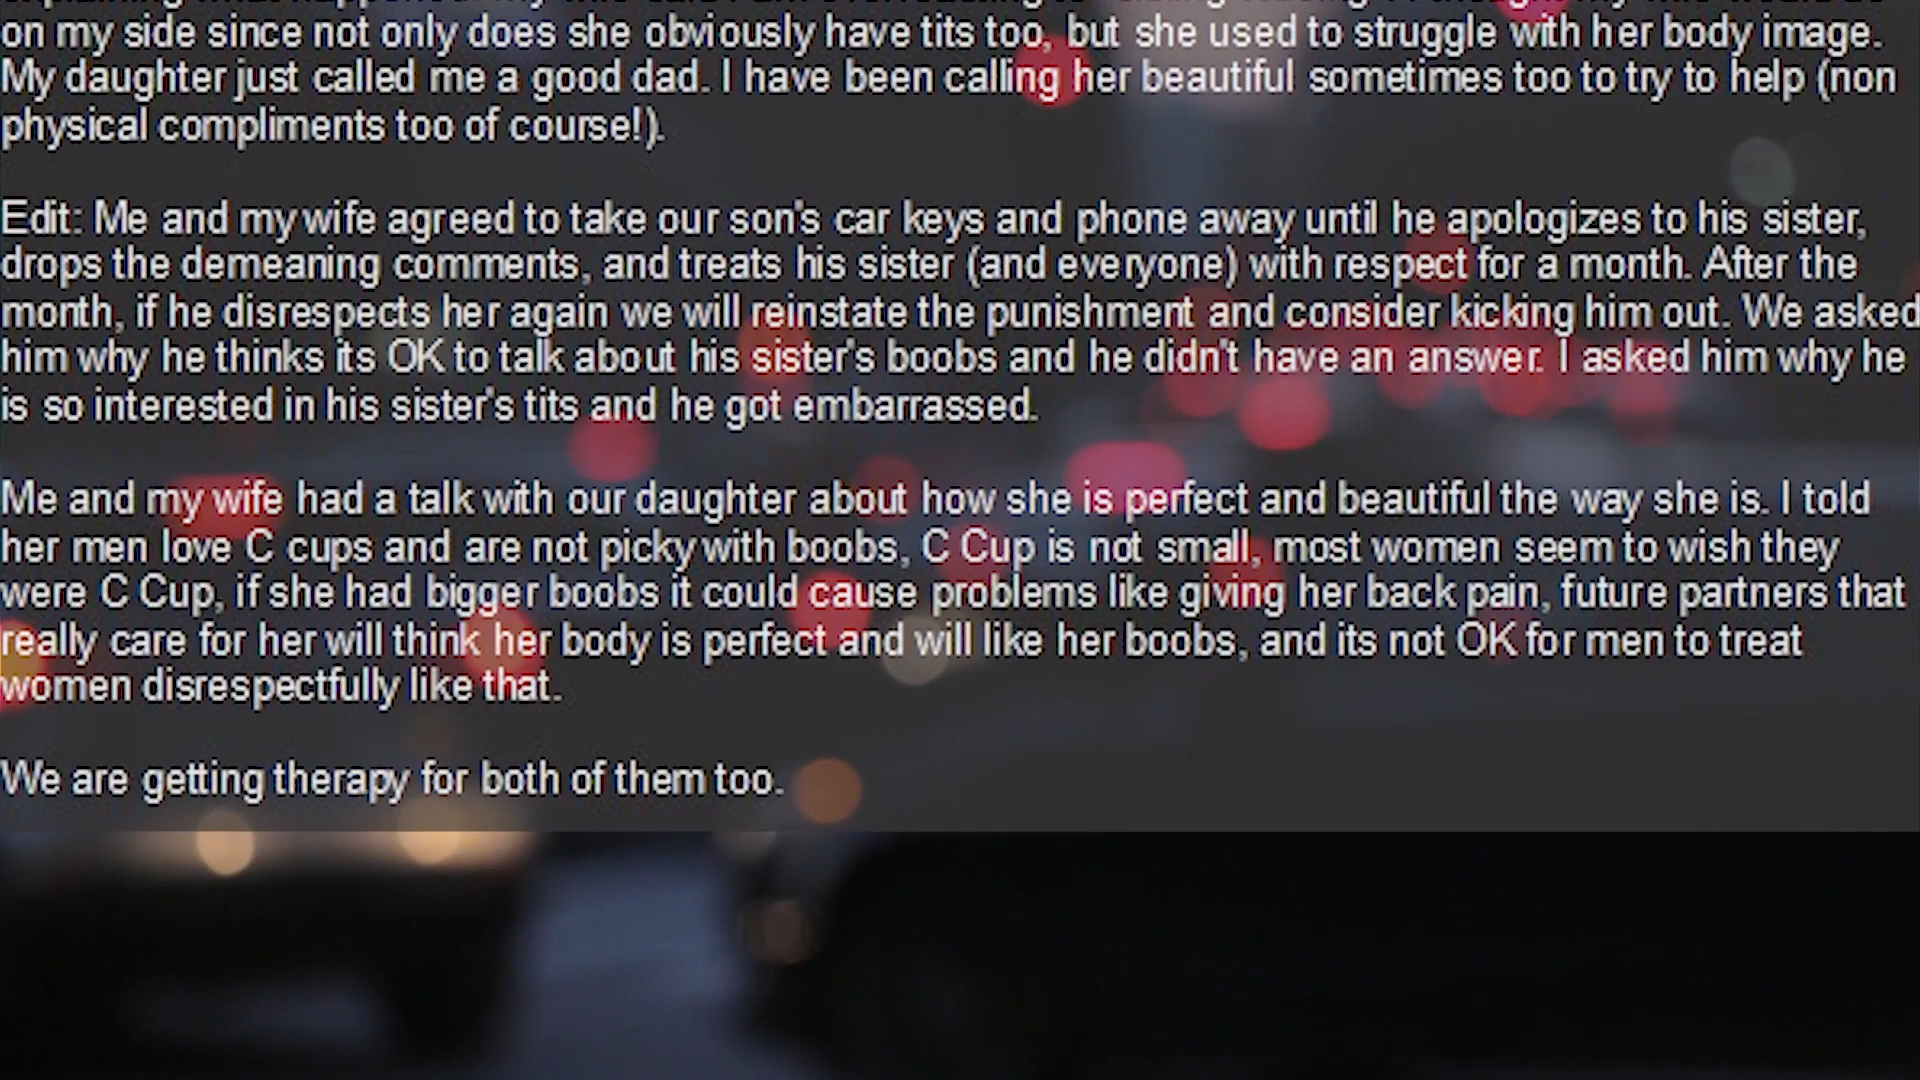 on my side since not only does she obviously have tits too, but she used to struggle with her body image.
My daughter just called me a good dad. I have been calling her beautiful sometimes too to try to help (non
physical compliments too of course!).
Edit: Me and my wife agreed to take our son's car keys and phone away until he apologizes to his sister,
drops the demeaning comments, and treats his sister (and everyone) with respect for a month. After the
month, if he disrespects her again we will reinstate the punishment and consider kicking him out. We asked
him why he thinks its OK to talk about his sister's boobs and he didn't have an answer. I asked him why he
is so interested in his sister's tits and he got embarrassed.
Me and my wife had a talk with our daughter about how she is perfect and beautiful the way she is. I told
her men love C cups and are not picky with boobs, C Cup is not small, most women seem to wish they
were C Cup, if she had bigger boobs it could cause problems like giving her back pain, future partners that
really care for her will think her body is perfect and will like her boobs, and its not OK for men to treat
women disrespectfully like that.
We are getting therapy for both of them too.